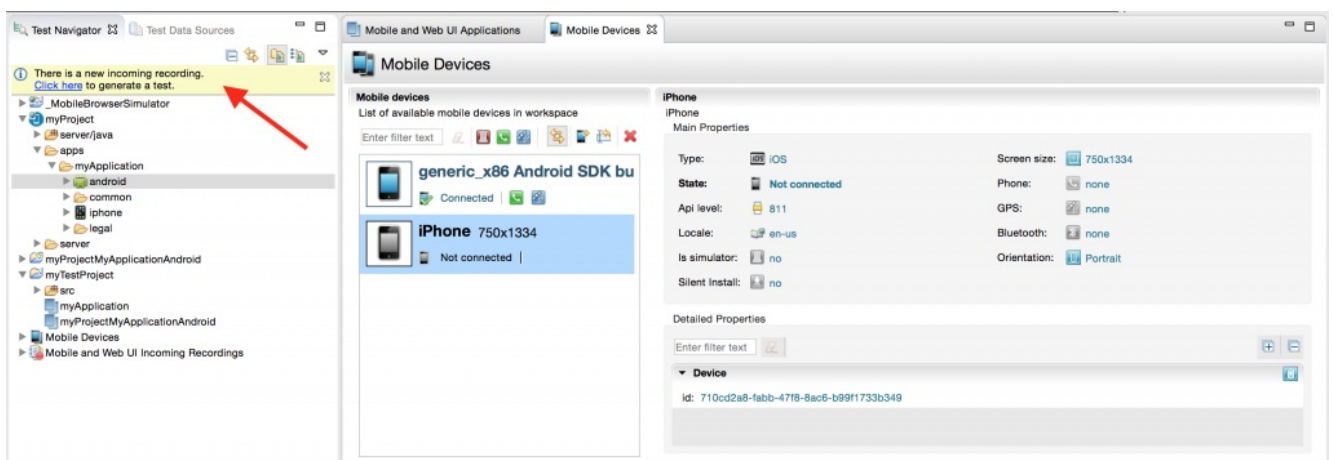 Test Navigator
Test Data Sources
There is a new incoming recording.
Click here to generate a test.
_MobileBrowserSimulator
myProject
server/java
apps
myApplication
android
common
iphone
legal
server
myProjectMyApplicationAndroid
myTestProject
src
myApplication
myProjectMyApplicationAndroid
Mobile Devices
Mobile and Web UI Incoming Recordings
Mobile and Web UI Applications
Mobile Devices
Mobile Devices
Mobile devices
List of available mobile devices in workspace
Enter filter text
generic_x86 Android SDK bu
Connected
iPhone 750x1334
Not connected
iPhone
iPhone
Main Properties
Type: iOS
State: Not connected
Api level: 811
Locale: en-us
Is simulator: no
Silent Install: no
Screen size: 750x1334
Phone: none
GPS: none
Bluetooth: none
Orientation: Portrait
Detailed Properties
Enter filter text
Device
id: 710cd2a8-fabb-47f8-8ac6-b99f1733b349